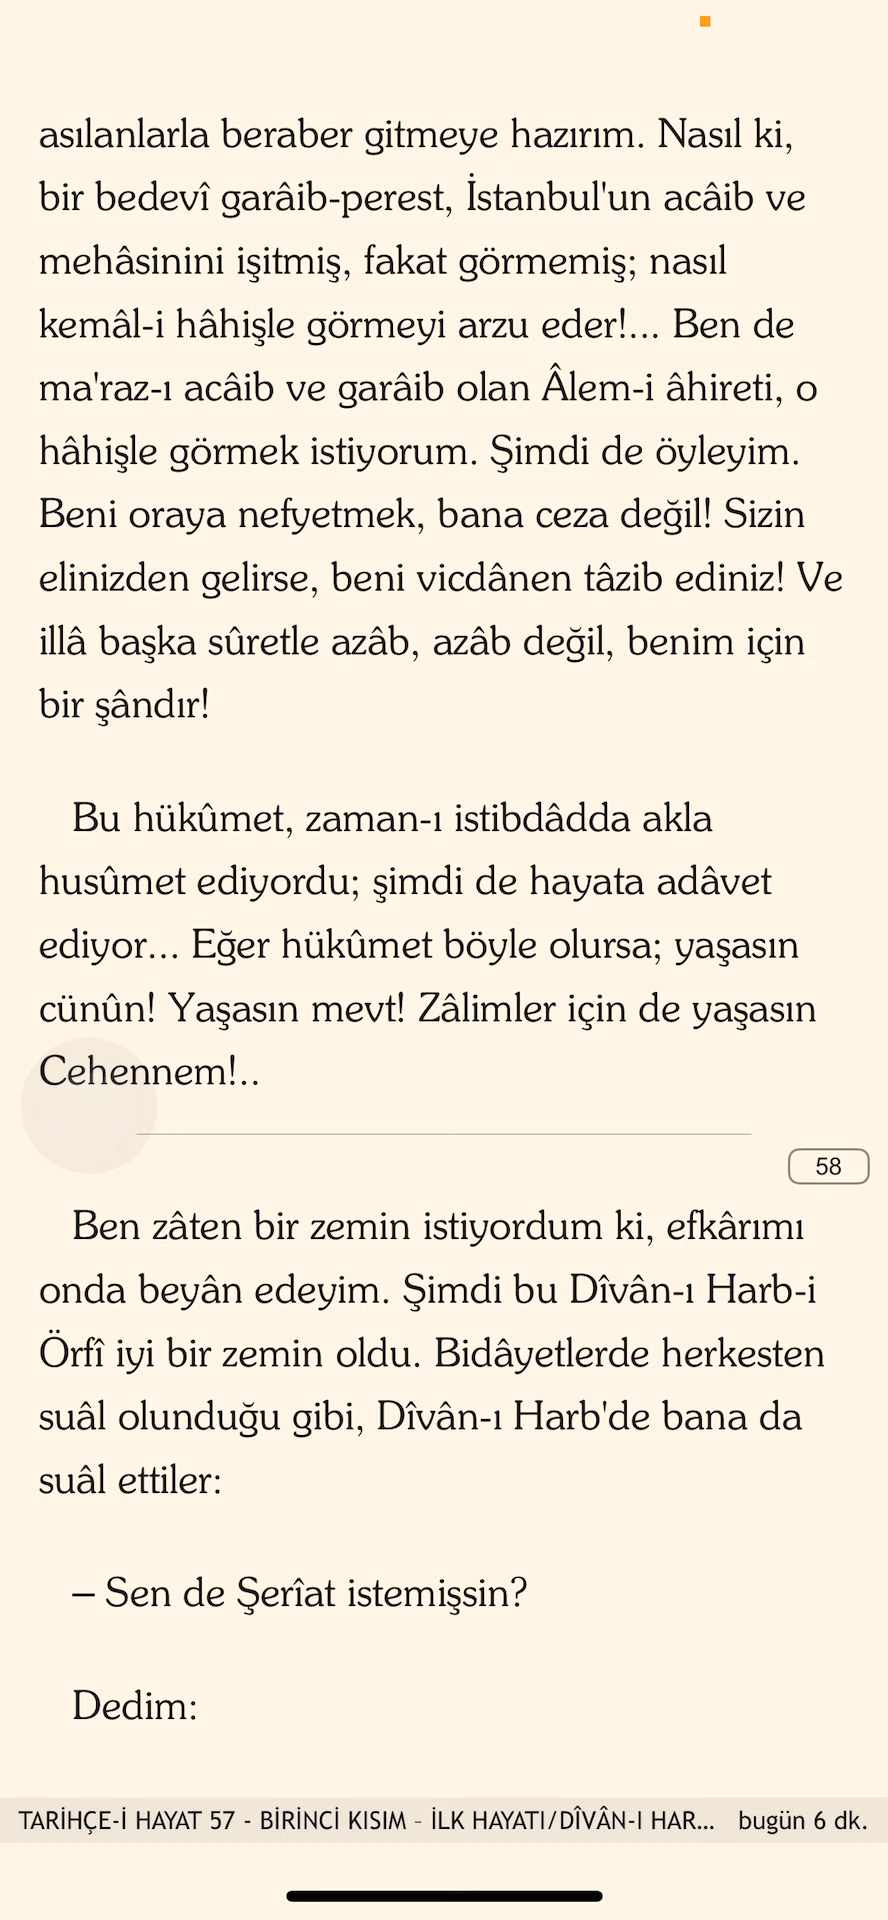 asılanlarla beraber gitmeye hazırım. Nasıl ki,
bir bedevî garâib-perest, İstanbul'un acâib ve
mehâsinini işitmiş, fakat görmemiş; nasıl
kemâl-i hâhişle görmeyi arzu eder!... Ben de
ma'raz-ı acâib ve garâib olan Âlem-i âhireti, o
hâhişle görmek istiyorum. Şimdi de öyleyim.
Beni oraya nefyetmek, bana ceza değil! Sizin
elinizden gelirse, beni vicdânen tâzib ediniz! Ve
illâ başka sûretle azâb, azâb değil, benim için
bir şândır!
Bu hükûmet, zaman-ı istibdâdda akla
husûmet ediyordu; şimdi de hayata adâvet
ediyor... Eğer hükûmet böyle olursa; yaşasın
cünûn! Yaşasın mevt! Zâlimler için de yaşasın
Cehennem!..
58
Ben zâten bir zemin istiyordum ki, efkârımı
onda beyân edeyim. Şimdi bu Dîvân-ı Harb-i
Örfî iyi bir zemin oldu. Bidâyetlerde herkesten
suâl olunduğu gibi, Dîvân-ı Harb'de bana da
suâl ettiler:
– Sen de Şerîat istemişsin?
Dedim:
TARİHÇE-İ HAYAT 57 - BİRİNCİ KISIM - İLK HAYATI/DÎVÂN-I HAR... bugün 6 dk.